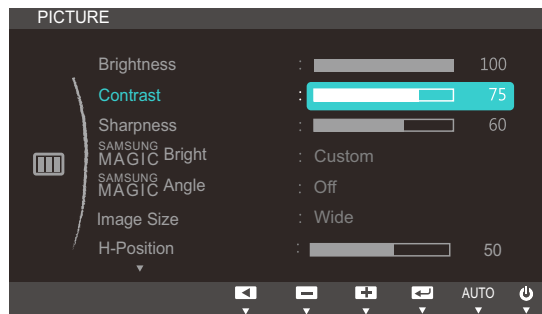 PICTURE
Brightness : 100
Contrast : 75
Sharpness : 60
SAMSUNG MAGIC Bright : Custom
SAMSUNG MAGIC Angle : Off
Image Size : Wide
H-Position : 50
AUTO